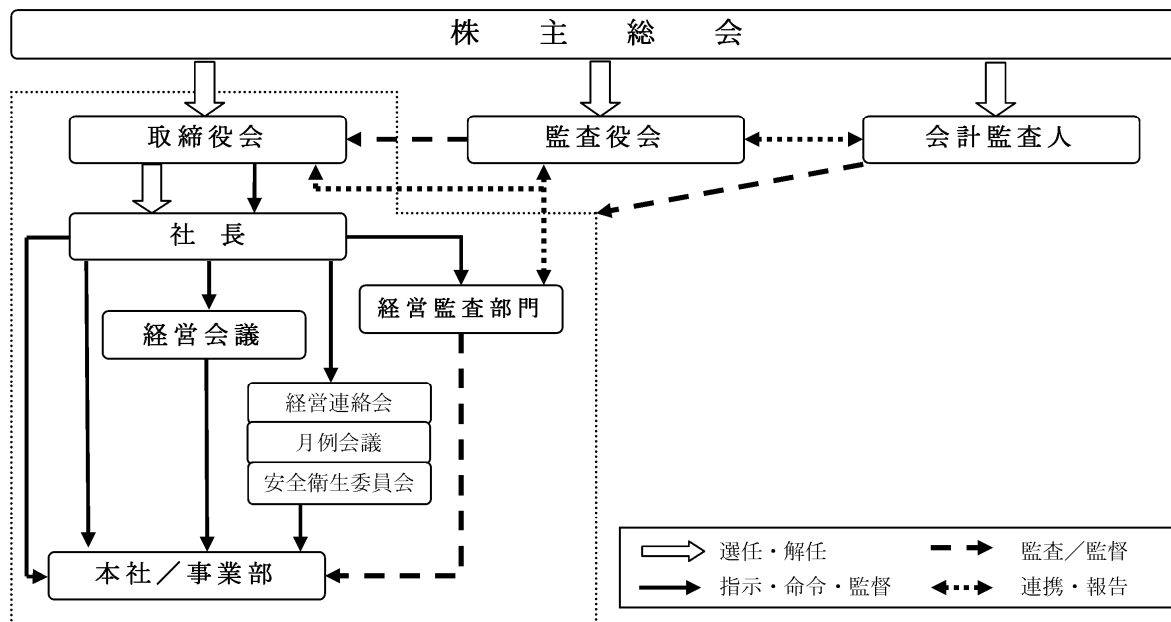 株主総会
取締役会
監査役会
会計監査人
社長
経営監査部門
経営会議
経営連絡会
月例会議
安全衛生委員会
本社／事業部
選任・解任
監査／監督
指示・命令・監督
連携・報告